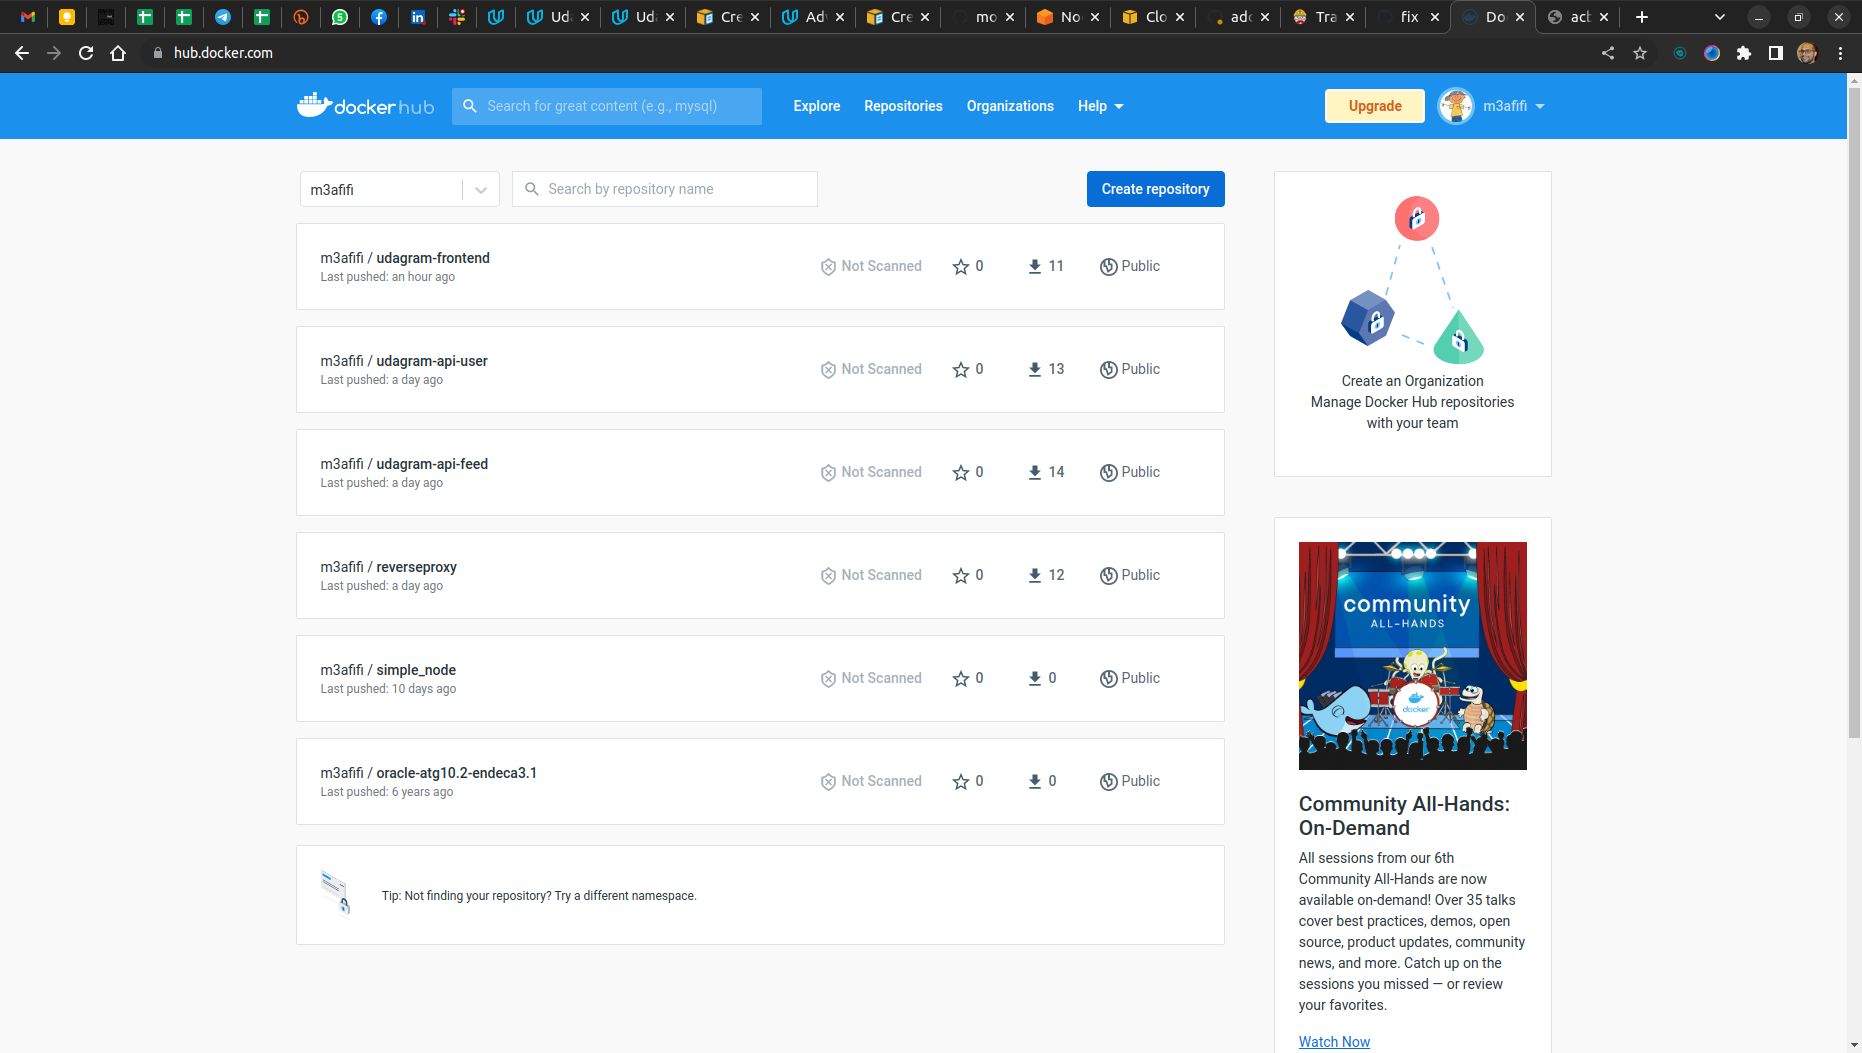 Ud
Ud
Cre
Adv
Cre
mo
No
Clo
adc
Tra
fix
Do
act
hub.docker.com
docker hub
Search for great content (e.g., mysql)
Explore
Repositories
Organizations
Help
Upgrade
m3afifi
m3afifi
Search by repository name
Create repository
m3afifi / udagram-frontend
Last pushed: an hour ago
Not Scanned
0
11
Public
m3afifi / udagram-api-user
Last pushed: a day ago
Not Scanned
0
13
Public
m3afifi / udagram-api-feed
Last pushed: a day ago
Not Scanned
0
14
Public
m3afifi / reverseproxy
Last pushed: a day ago
Not Scanned
0
12
Public
m3afifi / simple_node
Last pushed: 10 days ago
Not Scanned
0
0
Public
m3afifi / oracle-atg10.2-endeca3.1
Last pushed: 6 years ago
Not Scanned
0
0
Public
Tip: Not finding your repository? Try a different namespace.
Create an Organization
Manage Docker Hub repositories
with your team
community
ALL-HANDS
docker
Community All-Hands:
On-Demand
All sessions from our 6th
Community All-Hands are now
available on-demand! Over 35 talks
cover best practices, demos, open
source, product updates, community
news, and more. Catch up on the
sessions you missed — or review
your favorites.
Watch Now